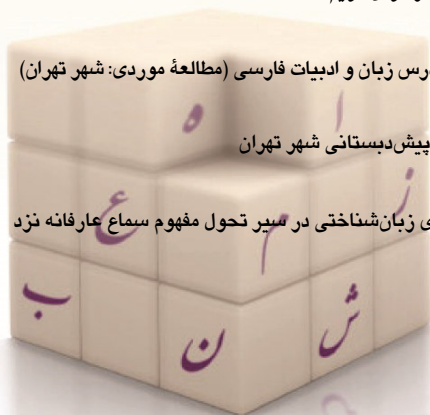 درس زبان و ادبیات فارسی (مطالعهٔ موردی: شهر تهران)
ه ا
پیش‌دبستانی شهر تهران
ع م ز
زبان‌شناختی در سیر تحول مفهوم سماع عارفانه نزد
ب ن ش